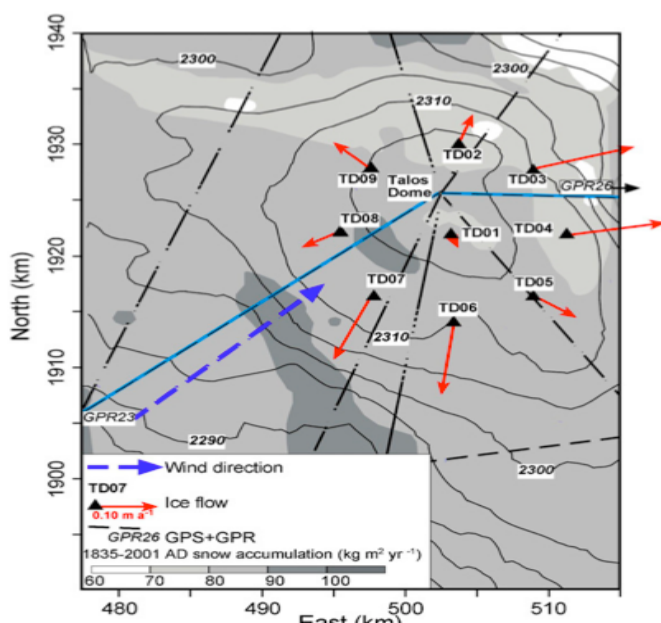 1940
1930
1920
1910
1900
North (km)
2300
2300
2310
TD02
TD09
TD03
Talos
Dome
GPR26
TD08
TD01
TD04
TD07
TD05
TD06
2310
GPR23
2290
2300
Wind direction
TD07
Ice flow
0.10 m a⁻¹
GPR26 GPS+GPR
1835-2001 AD snow accumulation (kg m² yr ⁻¹)
60 70 80 90 100
480 490 500 510
East (km)